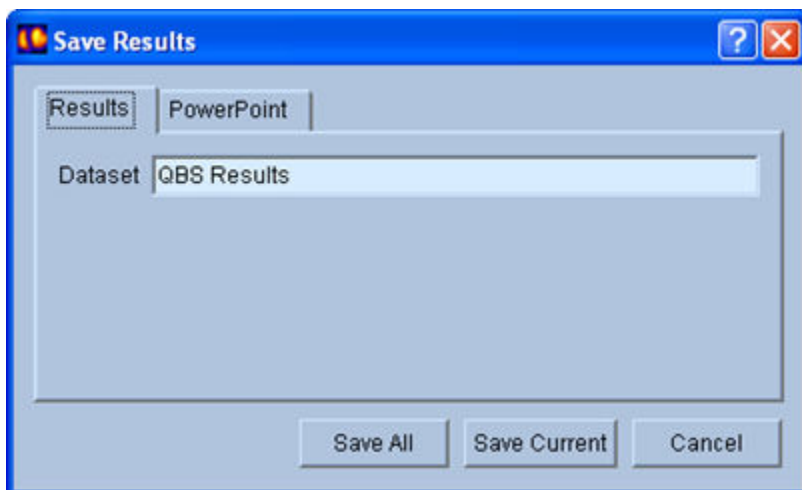 Save Results
?
Results PowerPoint
Dataset QBS Results
Save All Save Current Cancel